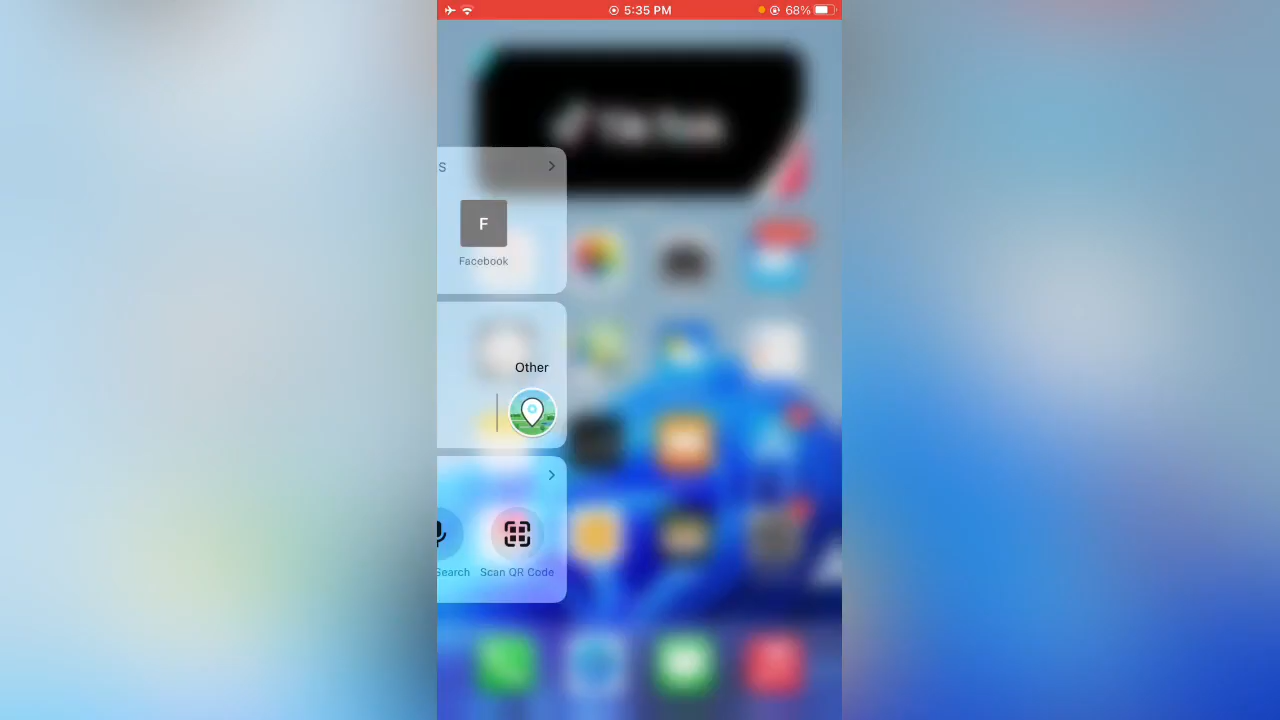 5:35 PM
68%
S
F
Facebook
Other
Search
Scan QR Code